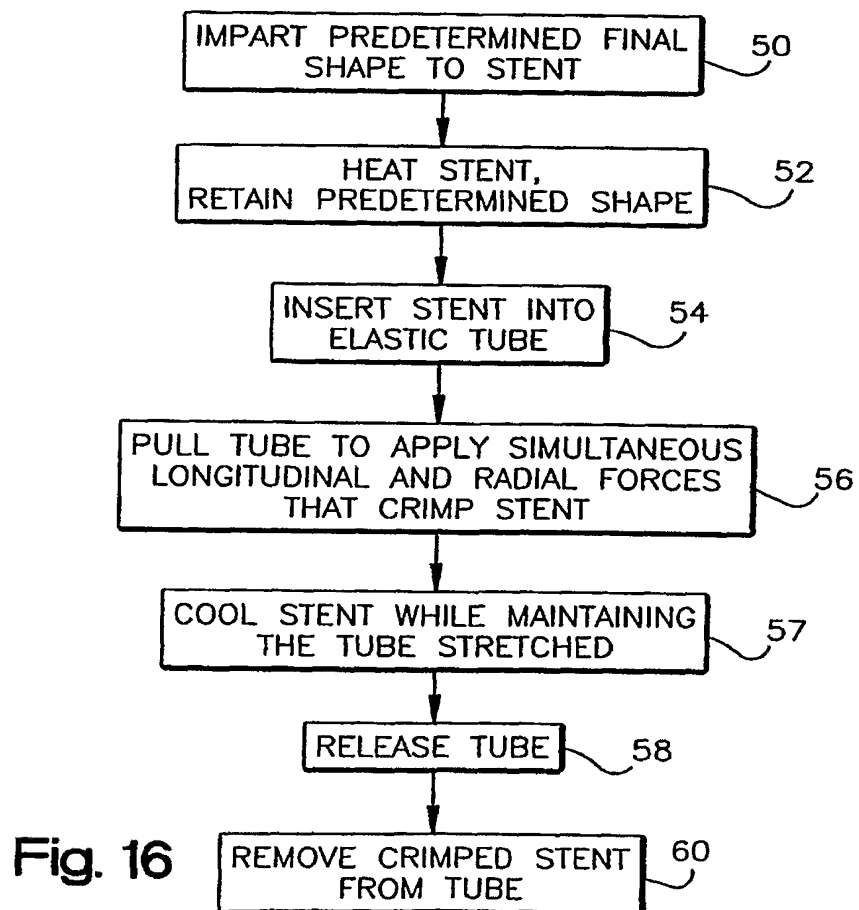 IMPART PREDETERMINED FINAL
SHAPE TO STENT
50
HEAT STENT,
RETAIN PREDETERMINED SHAPE
52
INSERT STENT INTO
ELASTIC TUBE
54
PULL TUBE TO APPLY SIMULTANEOUS
LONGITUDINAL AND RADIAL FORCES
THAT CRIMP STENT
56
COOL STENT WHILE MAINTAINING
THE TUBE STRETCHED
57
RELEASE TUBE
58
REMOVE CRIMPED STENT
FROM TUBE
60
Fig. 16